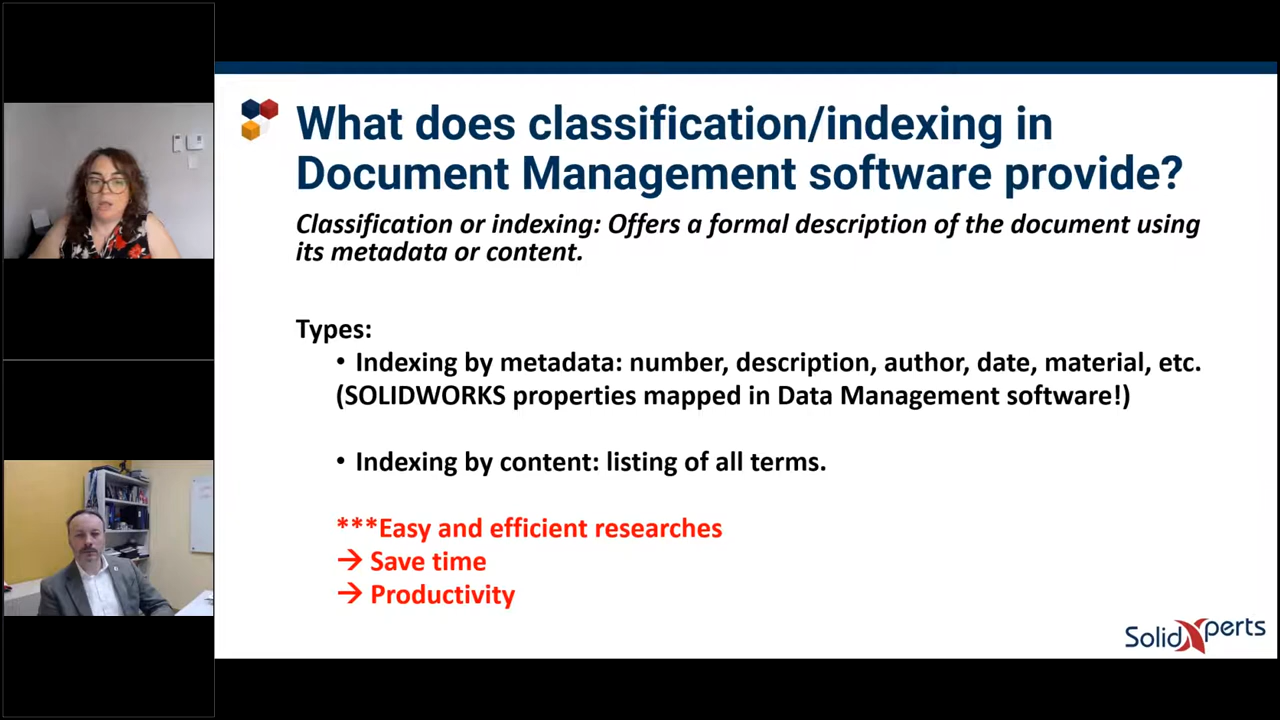 What does classification/indexing in
Document Management software provide?
Classification or indexing: Offers a formal description of the document using
its metadata or content.
Types:
• Indexing by metadata: number, description, author, date, material, etc.
(SOLIDWORKS properties mapped in Data Management software!)
• Indexing by content: listing of all terms.
***Easy and efficient researches
→ Save time
→ Productivity
SolidXperts